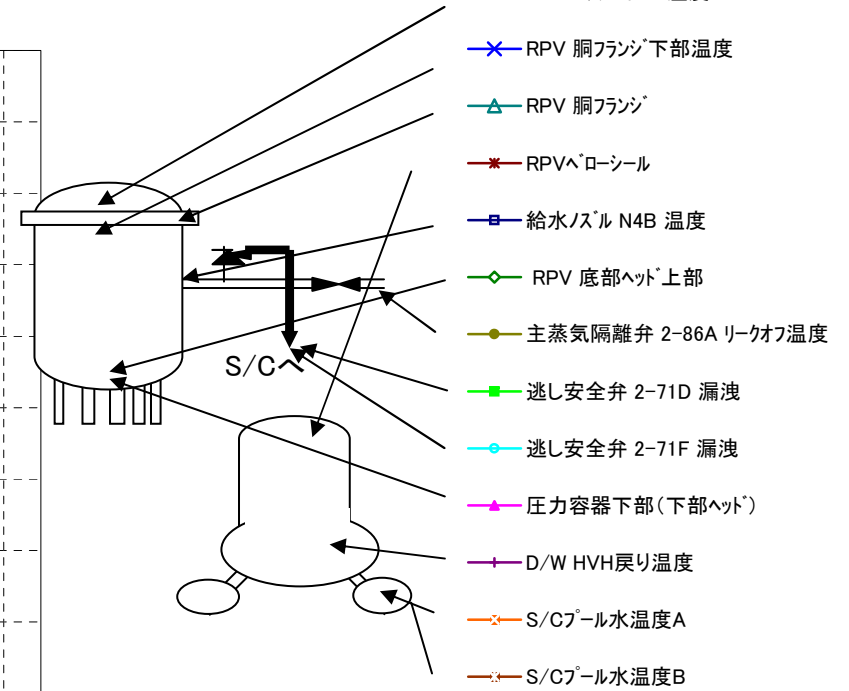 RPV 胴フランジ下部温度
RPV 胴フランジ
RPVベローシール
給水ノズル N4B 温度
RPV 底部ヘッド上部
主蒸気隔離弁 2-86A リークオフ温度
逃し安全弁 2-71D 漏洩
S/Cへ
逃し安全弁 2-71F 漏洩
圧力容器下部(下部ヘッド)
D/W HVH戻り温度
S/Cプール水温度A
S/Cプール水温度B